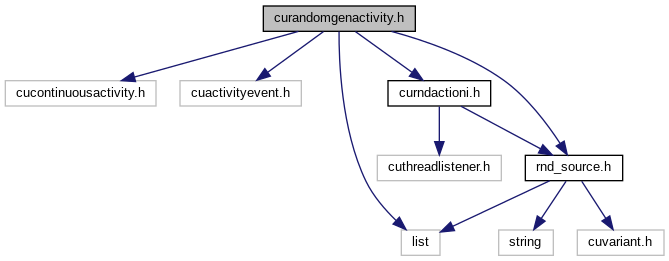 curandomgenactivity.h
cucontinuousactivity.h
cuactivityevent.h
curndactioni.h
cuthreadlistener.h
rnd_source.h
list
string
cuvariant.h